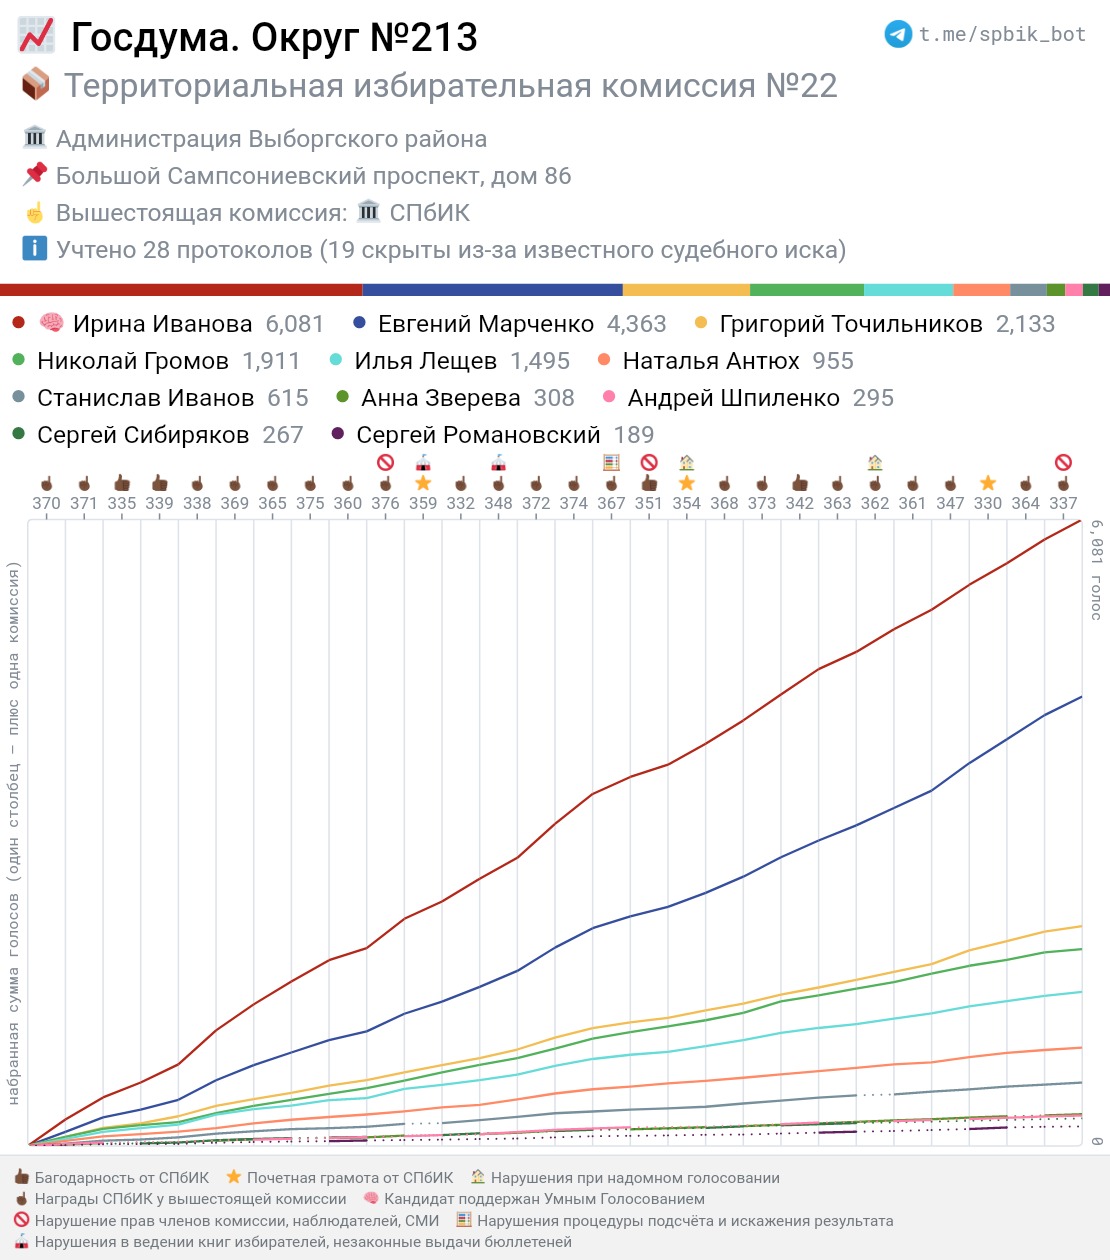 Госдума. Округ №213
t.me/spbik_bot
Территориальная избирательная комиссия №22
Администрация Выборгского района
Большой Сампсониевский проспект, дом 86
Вышестоящая комиссия: СПбИК
Учтено 28 протоколов (19 скрыты из-за известного судебного иска)
Ирина Иванова 6,081 Евгений Марченко 4,363 Григорий Точильников 2,133
Николай Громов 1,911 Илья Лещев 1,495 Наталья Антюх 955
Станислав Иванов 615 Анна Зверева 308 Андрей Шпиленко 295
Сергей Сибиряков 267 Сергей Романовский 189
370 371 335 339 338 369 365 375 360 376 359 332 348 372 374 367 351 354 368 373 342 363 362 361 347 330 364 337
6,081 голос
набранная сумма голосов (один столбец – плюс одна комиссия)
0
Багодарность от СПбИК Почетная грамота от СПбИК Нарушения при надомном голосовании
Награды СПбИК у вышестоящей комиссии Кандидат поддержан Умным Голосованием
Нарушение прав членов комиссии, наблюдателей, СМИ Нарушения процедуры подсчёта и искажения результата
Нарушения в ведении книг избирателей, незаконные выдачи бюллетеней